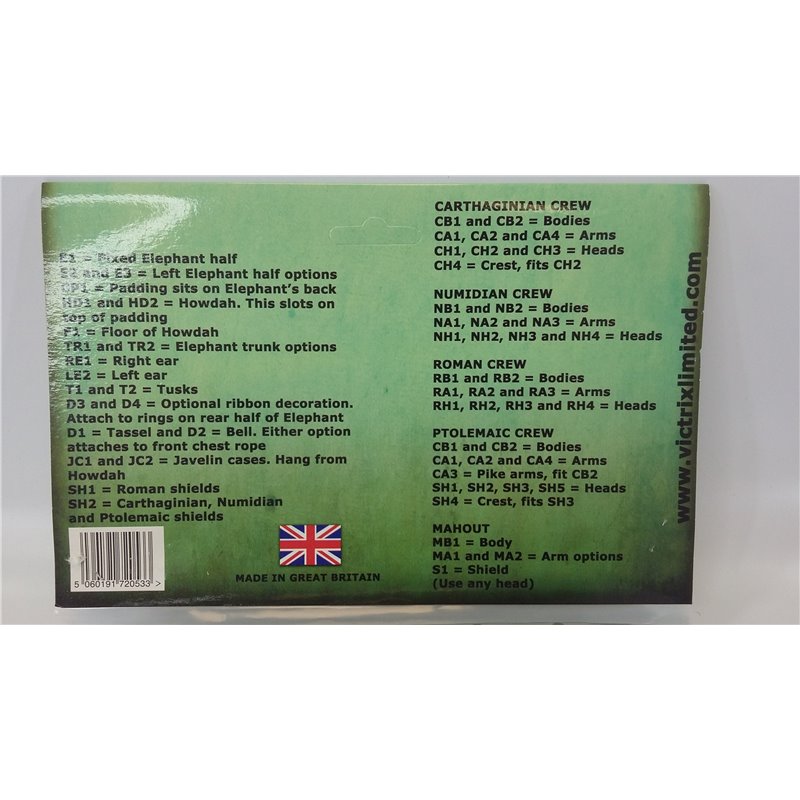 E1 = Fixed Elephant half
E2 and E3 = Left Elephant half options
CP1 = Padding sits on Elephant's back
HD1 and HD2 = Howdah. This slots on
top of padding
F1 = Floor of Howdah
TR1 and TR2 = Elephant trunk options
RE1 = Right ear
LE2 = Left ear
T1 and T2 = Tusks
D3 and D4 = Optional ribbon decoration.
Attach to rings on rear half of Elephant
D1 = Tassel and D2 = Bell. Either option
attaches to front chest rope
JC1 and JC2 = Javelin cases. Hang from
Howdah
SH1 = Roman shields
SH2 = Carthaginian, Numidian
and Ptolemaic shields
5 060191 720533 >
MADE IN GREAT BRITAIN
CARTHAGINIAN CREW
CB1 and CB2 = Bodies
CA1, CA2 and CA4 = Arms
CH1, CH2 and CH3 = Heads
CH4 = Crest, fits CH2
NUMIDIAN CREW
NB1 and NB2 = Bodies
NA1, NA2 and NA3 = Arms
NH1, NH2, NH3 and NH4 = Heads
ROMAN CREW
RB1 and RB2 = Bodies
RA1, RA2 and RA3 = Arms
RH1, RH2, RH3 and RH4 = Heads
PTOLEMAIC CREW
CB1 and CB2 = Bodies
CA1, CA2 and CA4 = Arms
CA3 = Pike arms, fit CB2
SH1, SH2, SH3, SH5 = Heads
SH4 = Crest, fits SH3
MAHOUT
MB1 = Body
MA1 and MA2 = Arm options
S1 = Shield
(Use any head)
www.victrixlimited.com